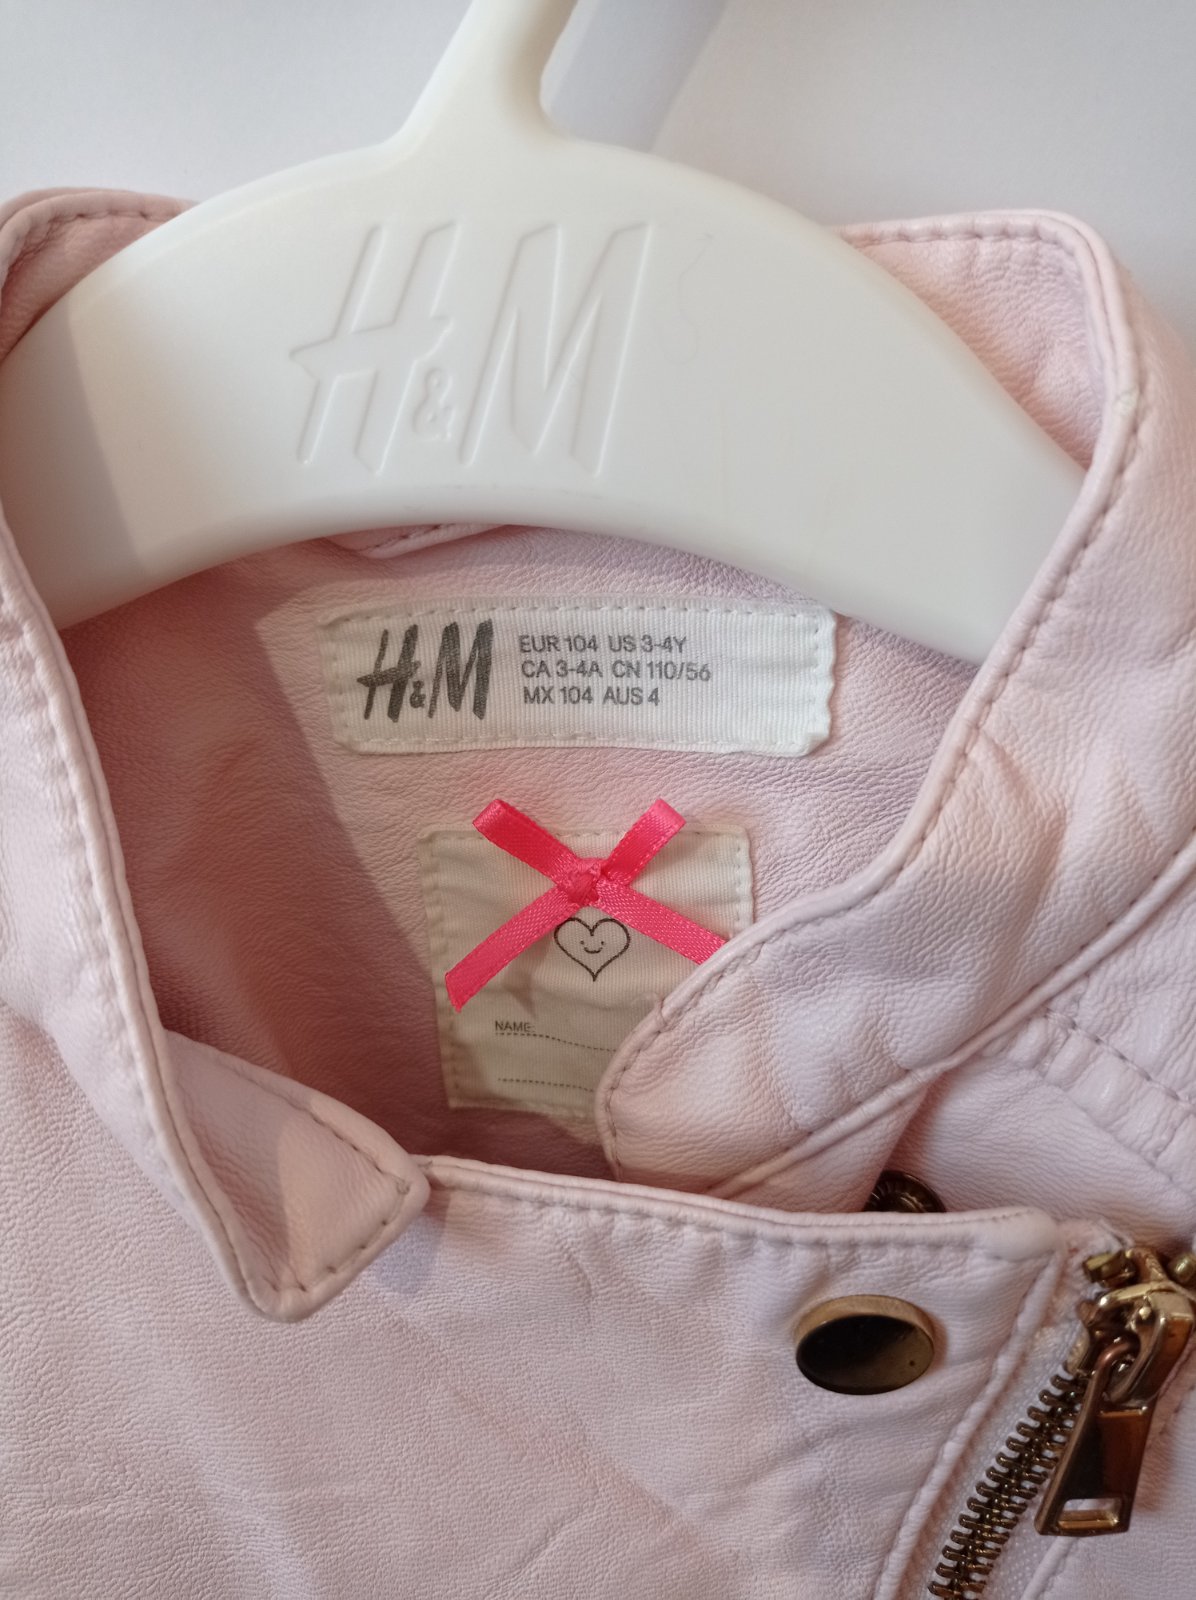 H&M
H&M
EUR 104 US 3-4Y
CA 3-4A CN 110/56
MX 104 AUS 4
NAME: